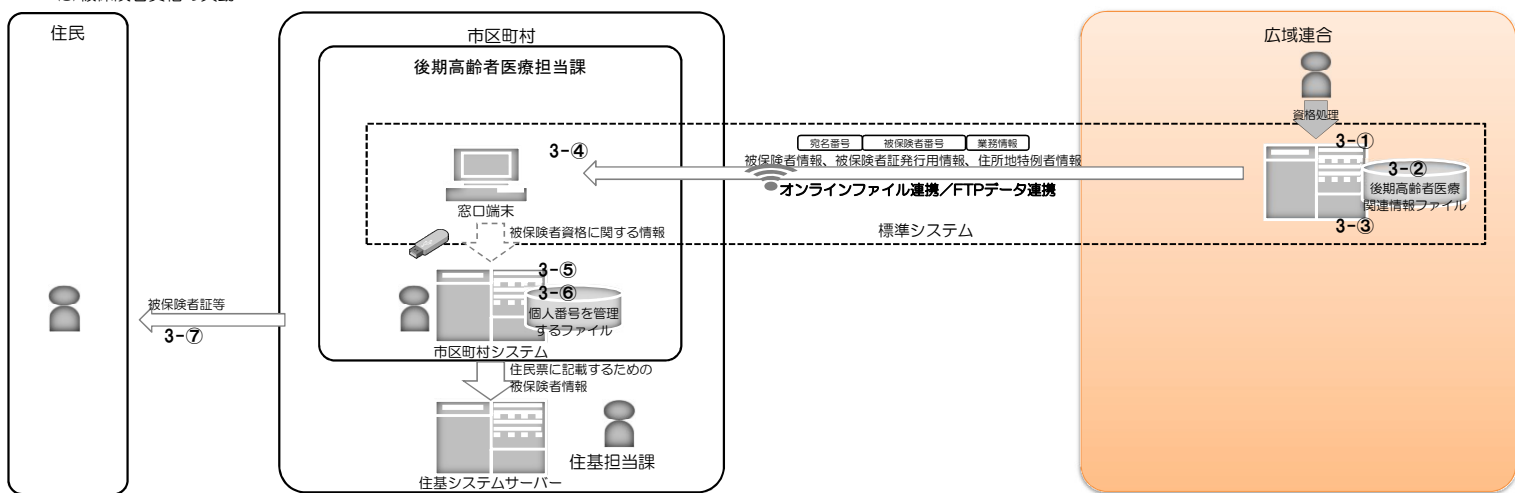 住民
市区町村
後期高齢者医療担当課
広域連合
資格処理
3-①
3-②
後期高齢者医療
関連情報ファイル
3-③
宛名番号 被保険者番号 業務情報
被保険者情報、被保険者証発行用情報、住所地特例者情報
オンラインファイル連携／FTPデータ連携
標準システム
3-④
窓口端末
被保険者資格に関する情報
3-⑤
3-⑥
個人番号を管理
するファイル
市区町村システム
被保険者証等
3-⑦
住民票に記載するための
被保険者情報
住基担当課
住基システムサーバー